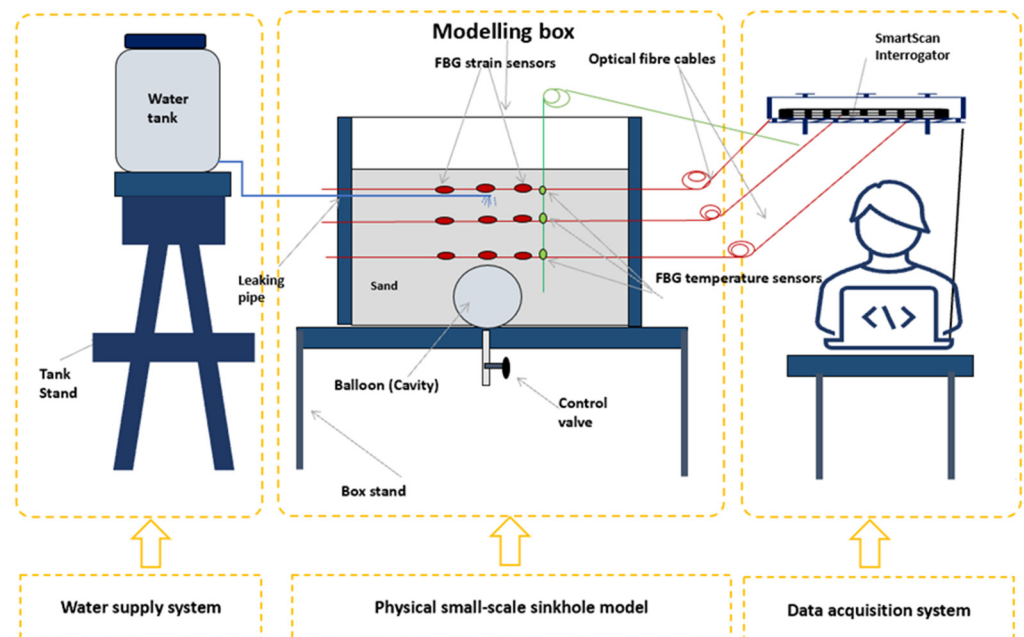 Modelling box
FBG strain sensors
Optical fibre cables
SmartScan
Interrogator
Water
tank
Leaking
pipe
Sand
FBG temperature sensors
</>
Tank
Stand
Balloon (Cavity)
Control
valve
Box stand
Water supply system
Physical small-scale sinkhole model
Data acquisition system